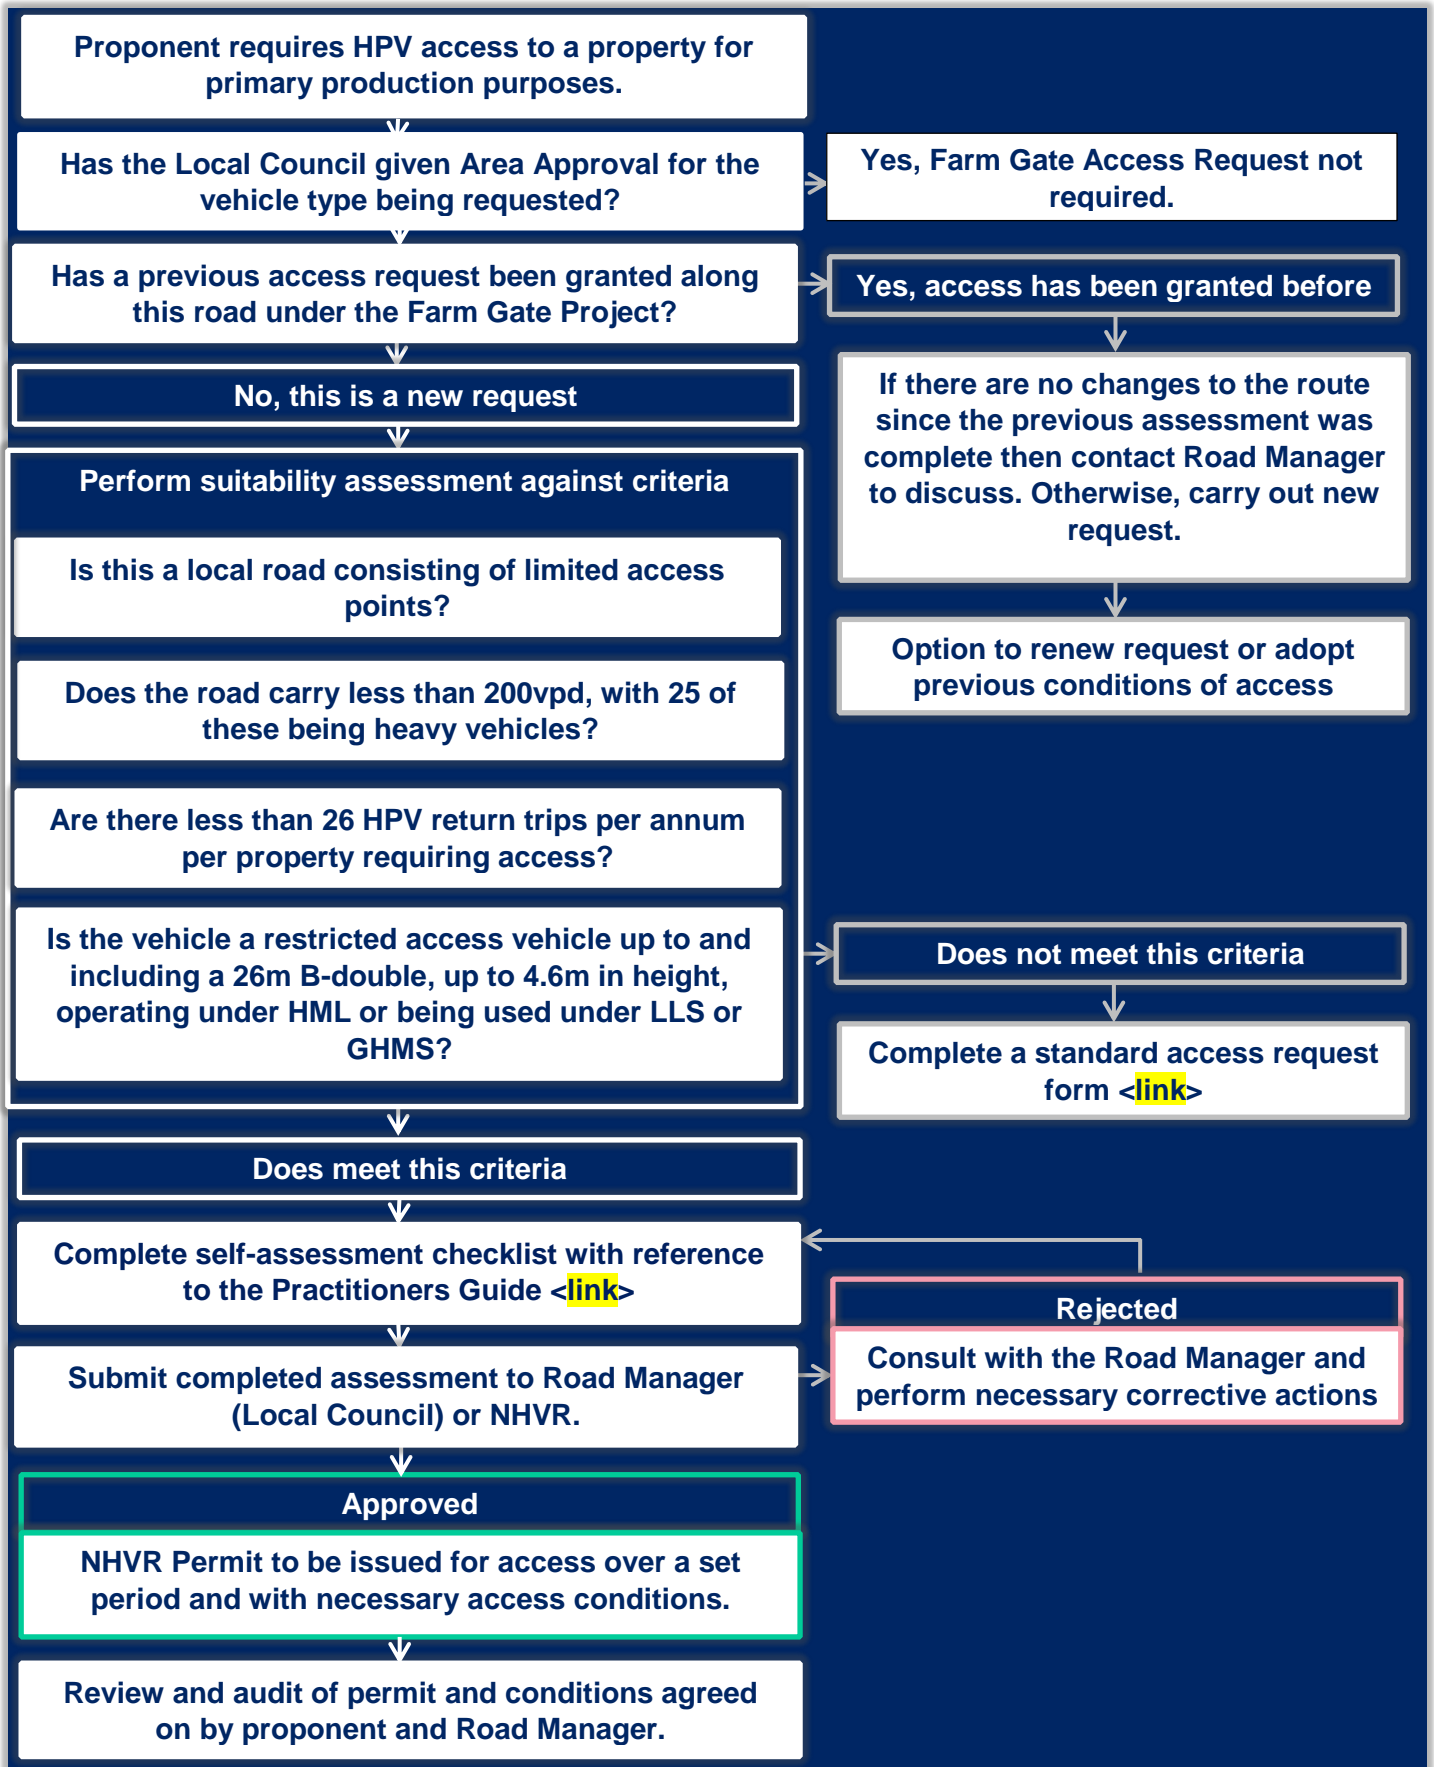 Proponent requires HPV access to a property for
primary production purposes.
Has the Local Council given Area Approval for the
vehicle type being requested?
Yes, Farm Gate Access Request not
required.
Has a previous access request been granted along
this road under the Farm Gate Project?
Yes, access has been granted before
If there are no changes to the route
since the previous assessment was
complete then contact Road Manager
to discuss. Otherwise, carry out new
request.
Option to renew request or adopt
previous conditions of access
No, this is a new request
Perform suitability assessment against criteria
Is this a local road consisting of limited access
points?
Does the road carry less than 200vpd, with 25 of
these being heavy vehicles?
Are there less than 26 HPV return trips per annum
per property requiring access?
Is the vehicle a restricted access vehicle up to and
including a 26m B-double, up to 4.6m in height,
operating under HML or being used under LLS or
GHMS?
Does not meet this criteria
Complete a standard access request
form <link>
Does meet this criteria
Complete self-assessment checklist with reference
to the Practitioners Guide <link>
Submit completed assessment to Road Manager
(Local Council) or NHVR.
Rejected
Consult with the Road Manager and
perform necessary corrective actions
Approved
NHVR Permit to be issued for access over a set
period and with necessary access conditions.
Review and audit of permit and conditions agreed
on by proponent and Road Manager.